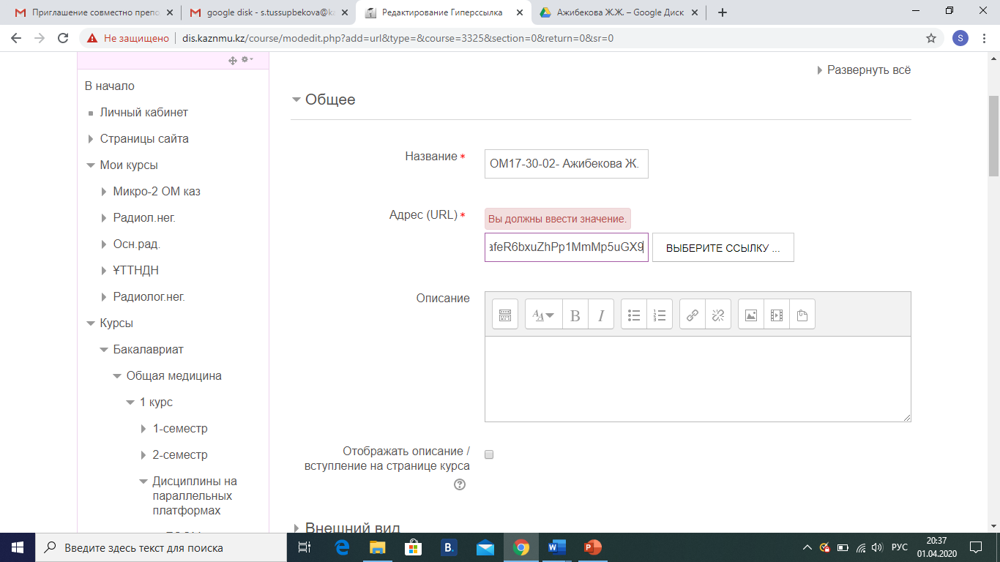 Приглашение совместно препо
google disk - s.tussupbekova@ka
Редактирование Гиперссылка
Ажибекова Ж.Ж. – Google Диск
Не защищено
dis.kaznmu.kz/course/modedit.php?add=url&type=&course=3325&section=0&return=0&sr=0
S
В начало
Личный кабинет
Страницы сайта
Мои курсы
Микро-2 ОМ каз
Радиол.нег.
Осн.рад.
ҰТТНДН
Радиолог.нег.
Курсы
Бакалавриат
Общая медицина
1 курс
1-семестр
2-семестр
Дисциплины на
параллельных
платформах
Развернуть всё
Общее
Название *
ОМ17-30-02- Ажибекова Ж.
Адрес (URL) *
Вы должны ввести значение.
afeR6bxuZhPp1MmMp5uGX9
ВЫБЕРИТЕ ССЫЛКУ ...
Описание
Отображать описание /
вступление на странице курса
Внешний вид
Введите здесь текст для поиска
B.
РУС
20:37
01.04.2020